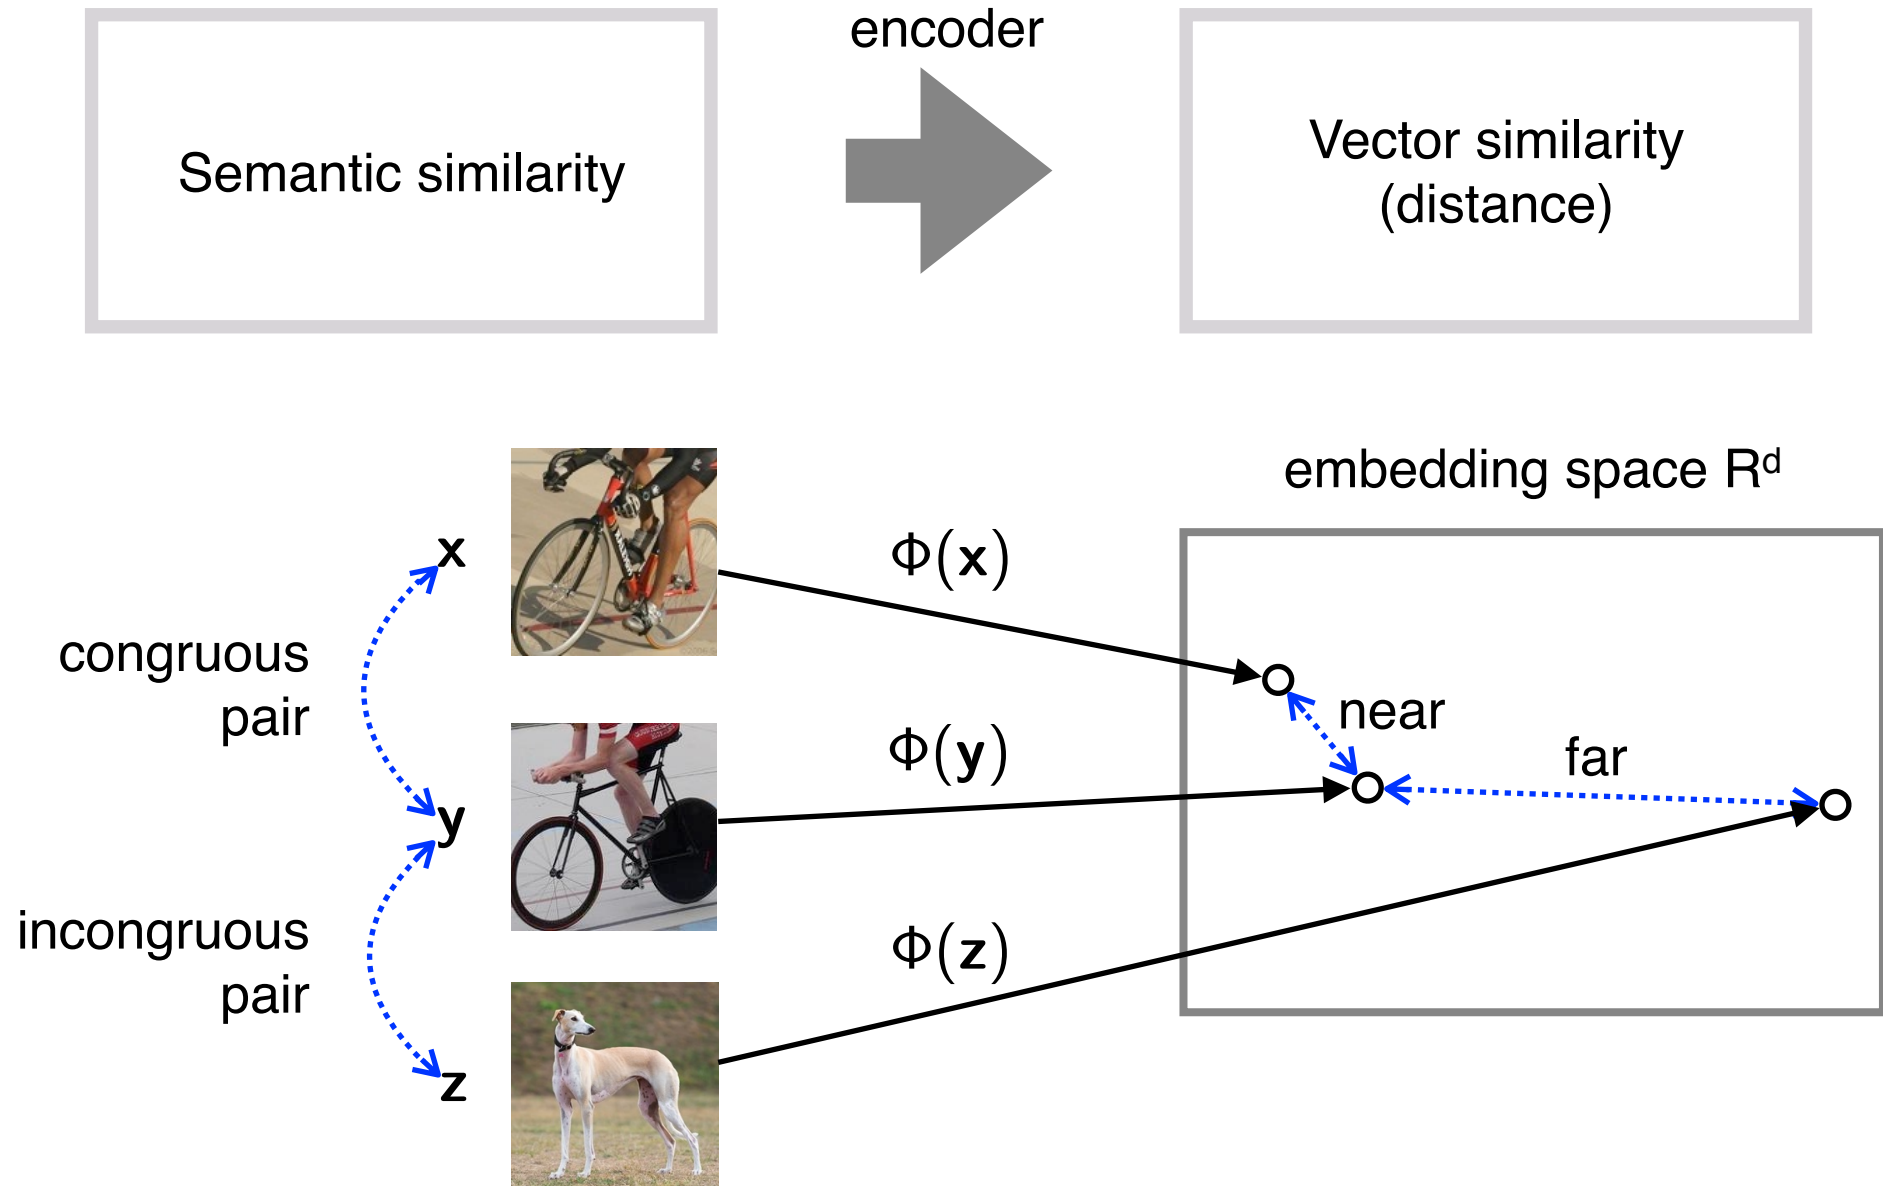 encoder
Semantic similarity
Vector similarity
(distance)
embedding space Rᵈ
x
Φ(x)
congruous
pair
near
Φ(y)
far
y
incongruous
pair
Φ(z)
z